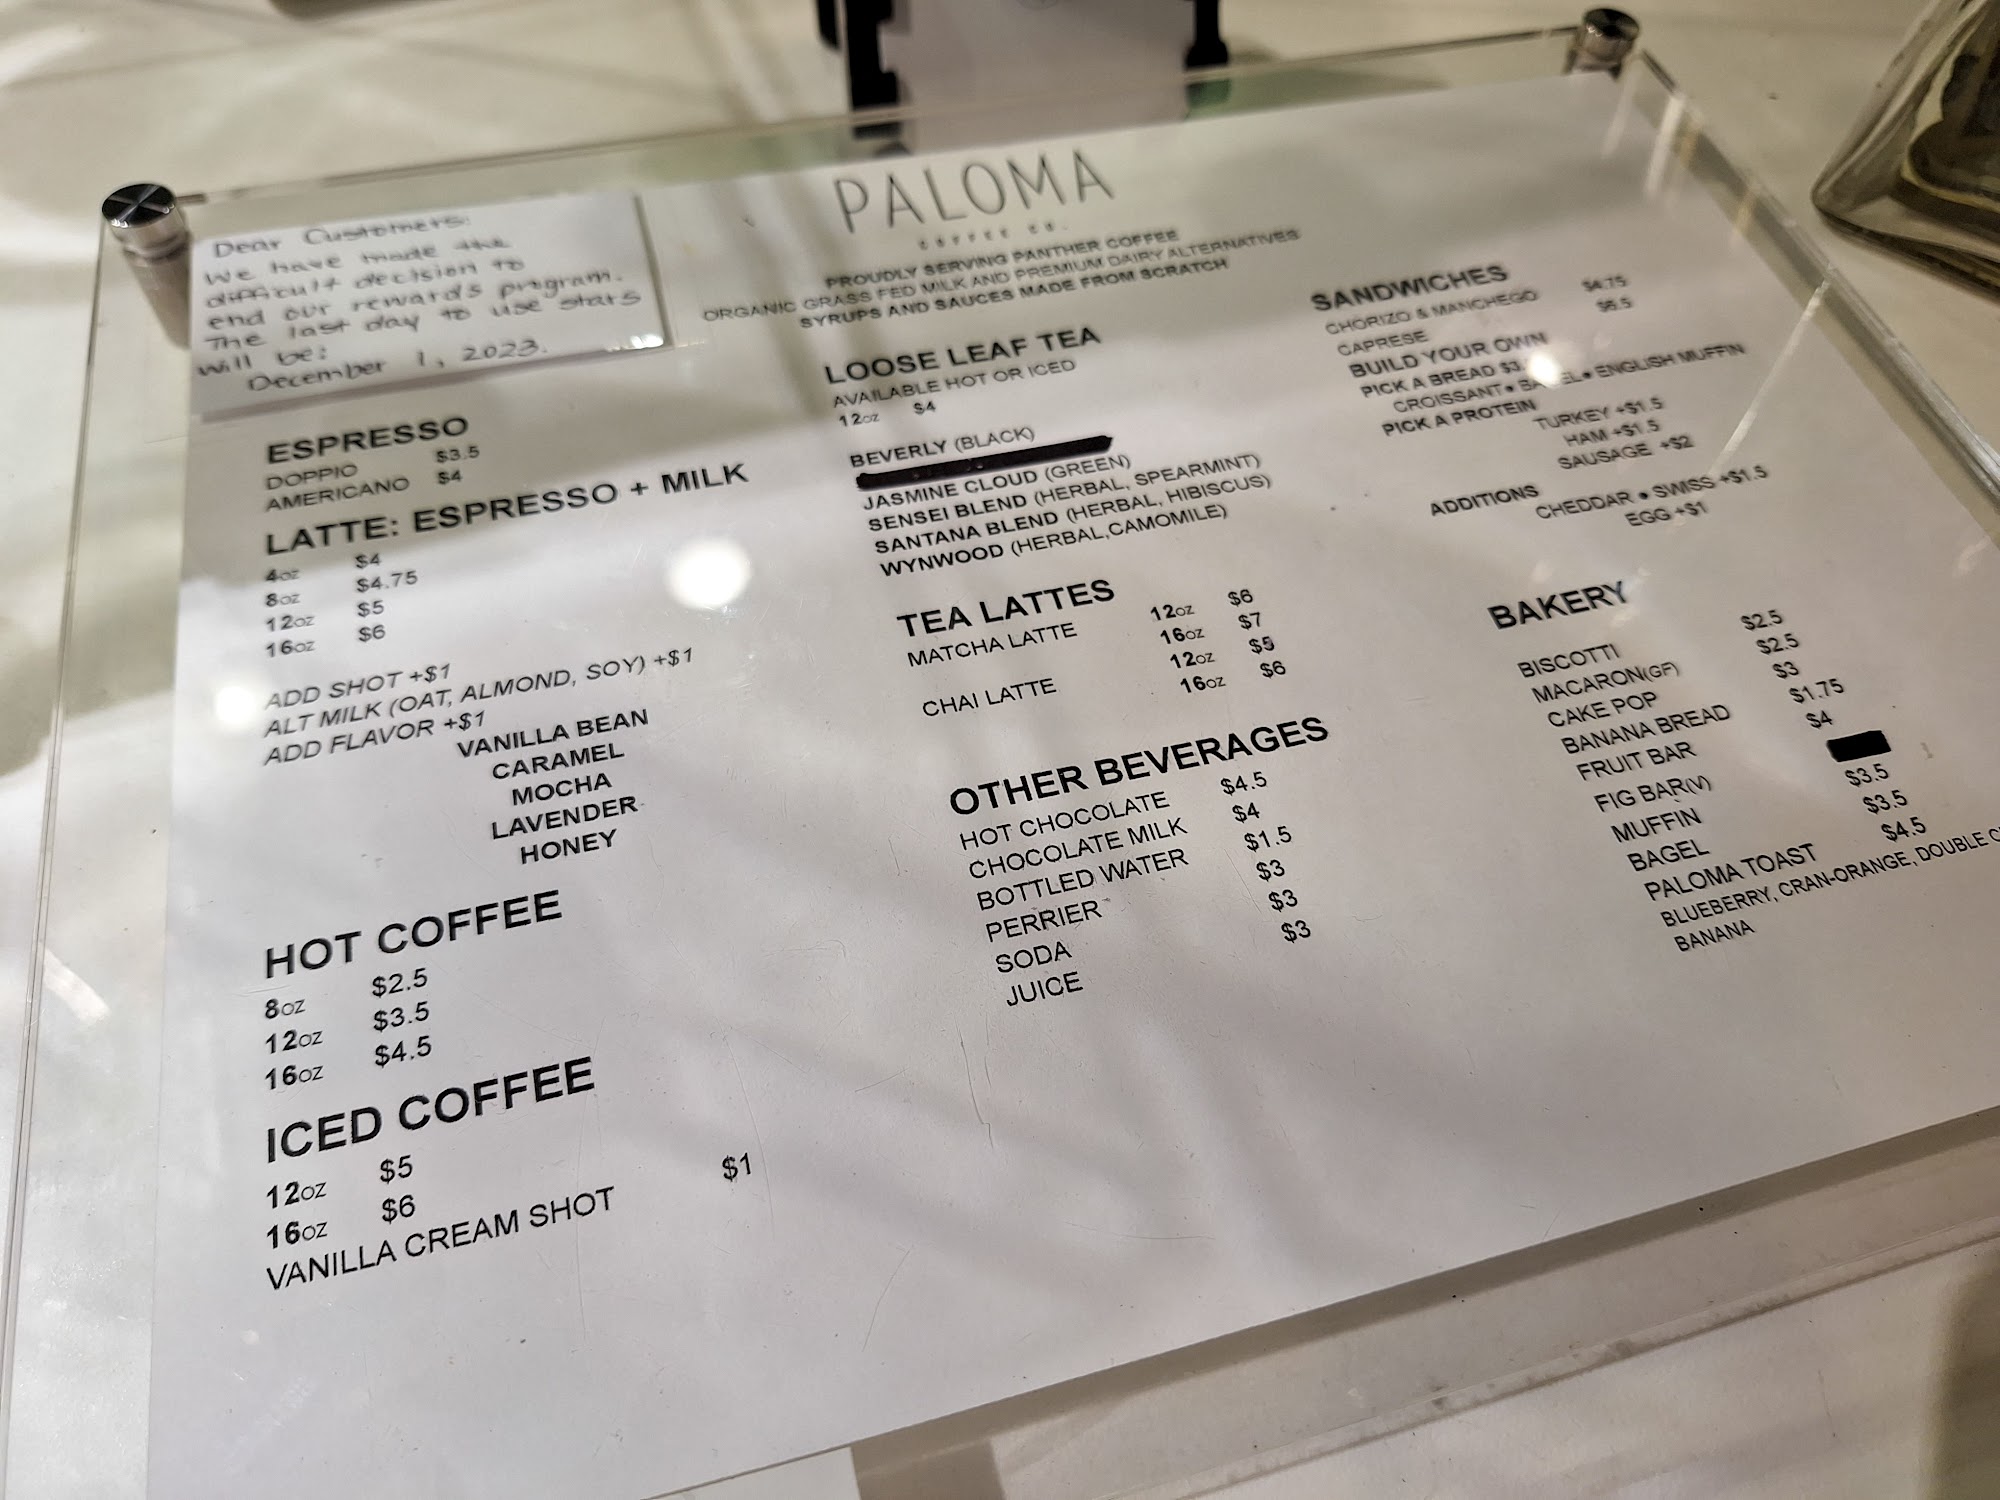 Dear Customers:
We have made the
difficult decision to
end our rewards program.
The last day to use stars
will be:
December 1, 2023.
PALOMA
COFFEE CO.
PROUDLY SERVING PANTHER COFFEE
ORGANIC GRASS FED MILK AND PREMIUM DAIRY ALTERNATIVES
SYRUPS AND SAUCES MADE FROM SCRATCH
ESPRESSO
DOPPIO $3.5
AMERICANO $4
LATTE: ESPRESSO + MILK
4oz $4
8oz $4.75
12oz $5
16oz $6
ADD SHOT +$1
ALT MILK (OAT, ALMOND, SOY) +$1
ADD FLAVOR +$1
VANILLA BEAN
CARAMEL
MOCHA
LAVENDER
HONEY
HOT COFFEE
8oz $2.5
12oz $3.5
16oz $4.5
ICED COFFEE
12oz $5
16oz $6
VANILLA CREAM SHOT $1
LOOSE LEAF TEA
AVAILABLE HOT OR ICED
12oz $4
BEVERLY (BLACK)
JASMINE CLOUD (GREEN)
SENSEI BLEND (HERBAL, SPEARMINT)
SANTANA BLEND (HERBAL, HIBISCUS)
WYNWOOD (HERBAL,CAMOMILE)
TEA LATTES
MATCHA LATTE 12oz $6
16oz $7
CHAI LATTE 12oz $5
16oz $6
OTHER BEVERAGES
HOT CHOCOLATE $4.5
CHOCOLATE MILK $4
BOTTLED WATER $1.5
PERRIER $3
SODA $3
JUICE $3
SANDWICHES
CHORIZO & MANCHEGO $4.75
CAPRESE $6.5
BUILD YOUR OWN
PICK A BREAD
CROISSANT • • ENGLISH MUFFIN
PICK A PROTEIN
TURKEY +$1.5
HAM +$1.5
SAUSAGE +$2
ADDITIONS
CHEDDAR • SWISS +$1.5
EGG +$1
BAKERY
BISCOTTI $2.5
MACARON(GF) $2.5
CAKE POP $3
BANANA BREAD $1.75
FRUIT BAR $4
FIG BAR(V)
MUFFIN $3.5
BAGEL $3.5
PALOMA TOAST $4.5
BLUEBERRY, CRAN-ORANGE, DOUBLE
BANANA